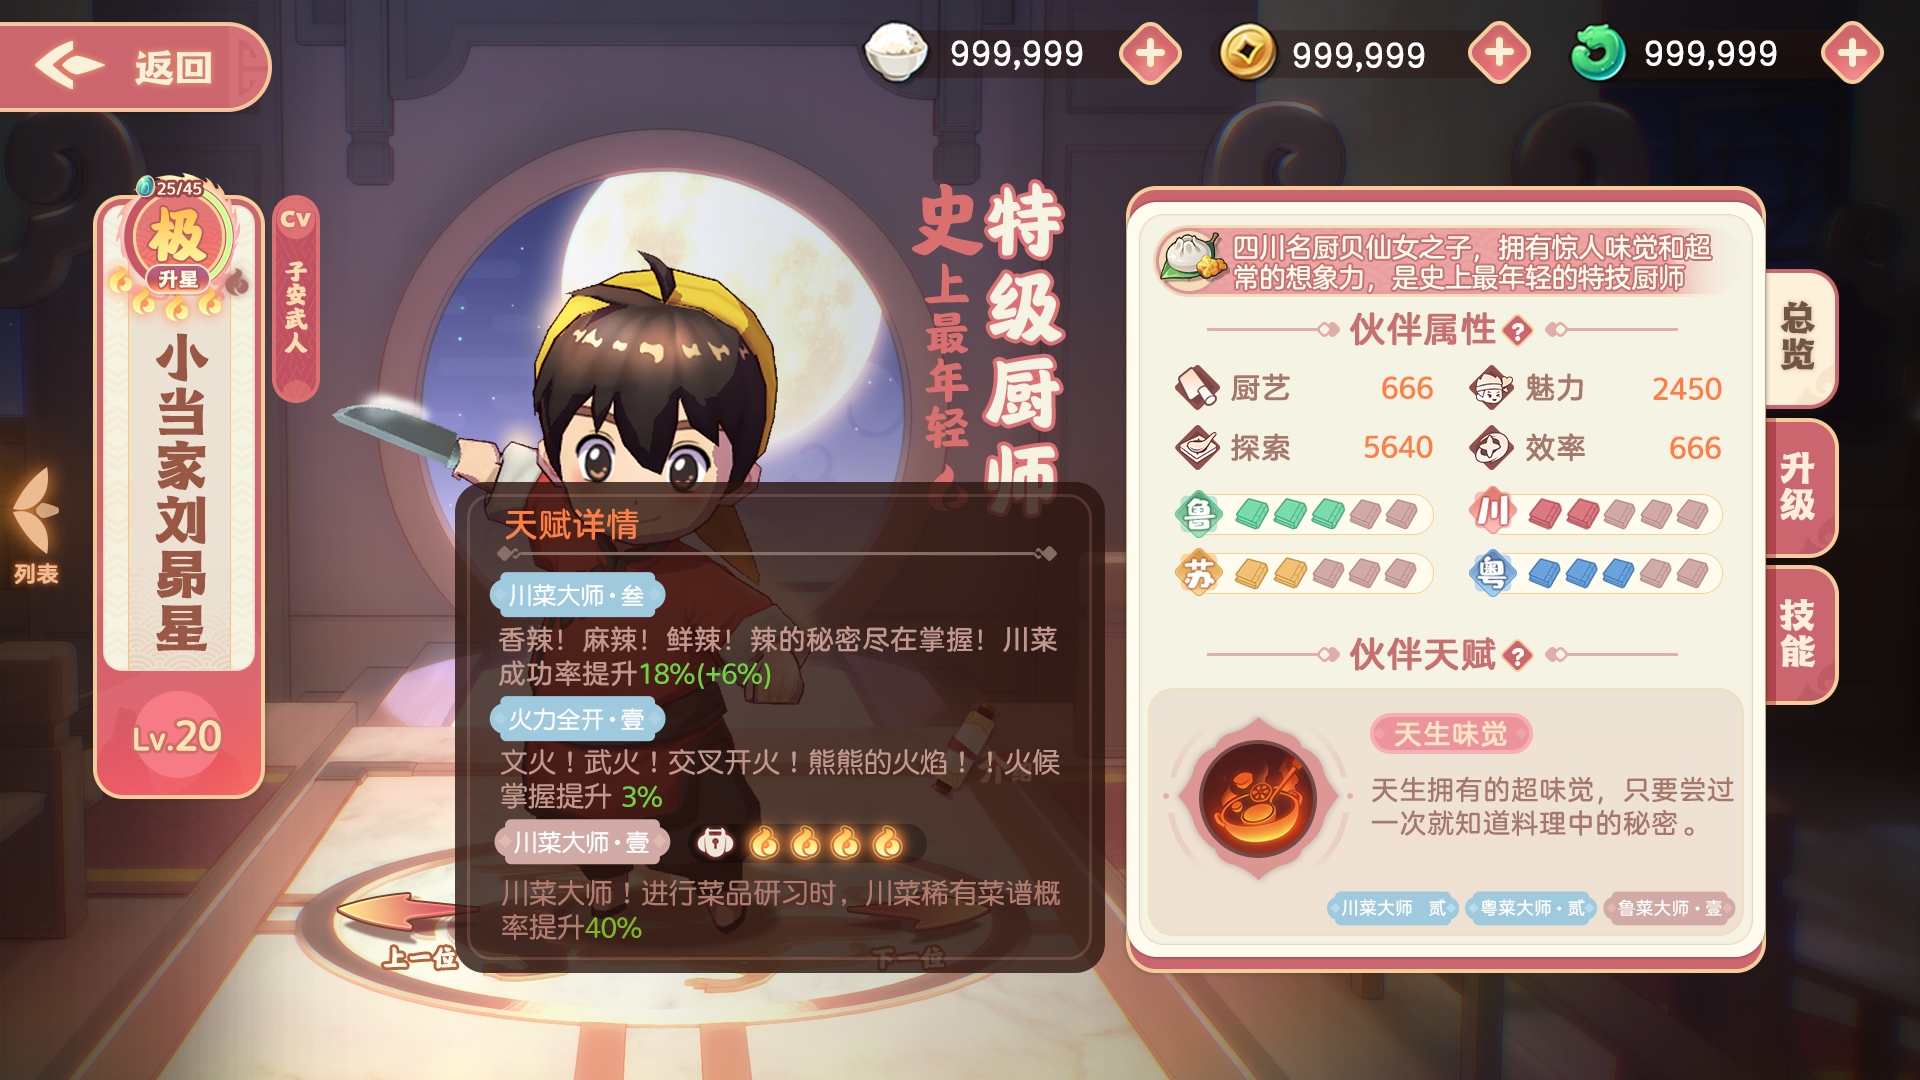 返回
999,999
999,999
999,999
25/45
极
升星
小当家刘昴星
Lv.20
CV
子安武人
列表
特级厨师
史上最年轻
天赋详情
川菜大师·叁
香辣！麻辣！鲜辣！辣的秘密尽在掌握！川菜
成功率提升18%(+6%)
火力全开·壹
文火！武火！交叉开火！熊熊的火焰！！火候
掌握提升 3%
川菜大师·壹
川菜大师！进行菜品研习时，川菜稀有菜谱概
率提升40%
上一位
下一位
四川名厨贝仙女之子，拥有惊人味觉和超
常的想象力，是史上最年轻的特技厨师
伙伴属性?
厨艺 666
魅力 2450
探索 5640
效率 666
鲁
川
苏
粤
伙伴天赋?
天生味觉
天生拥有的超味觉，只要尝过
一次就知道料理中的秘密。
川菜大师 贰
粤菜大师·贰
鲁菜大师·壹
总览
升级
技能